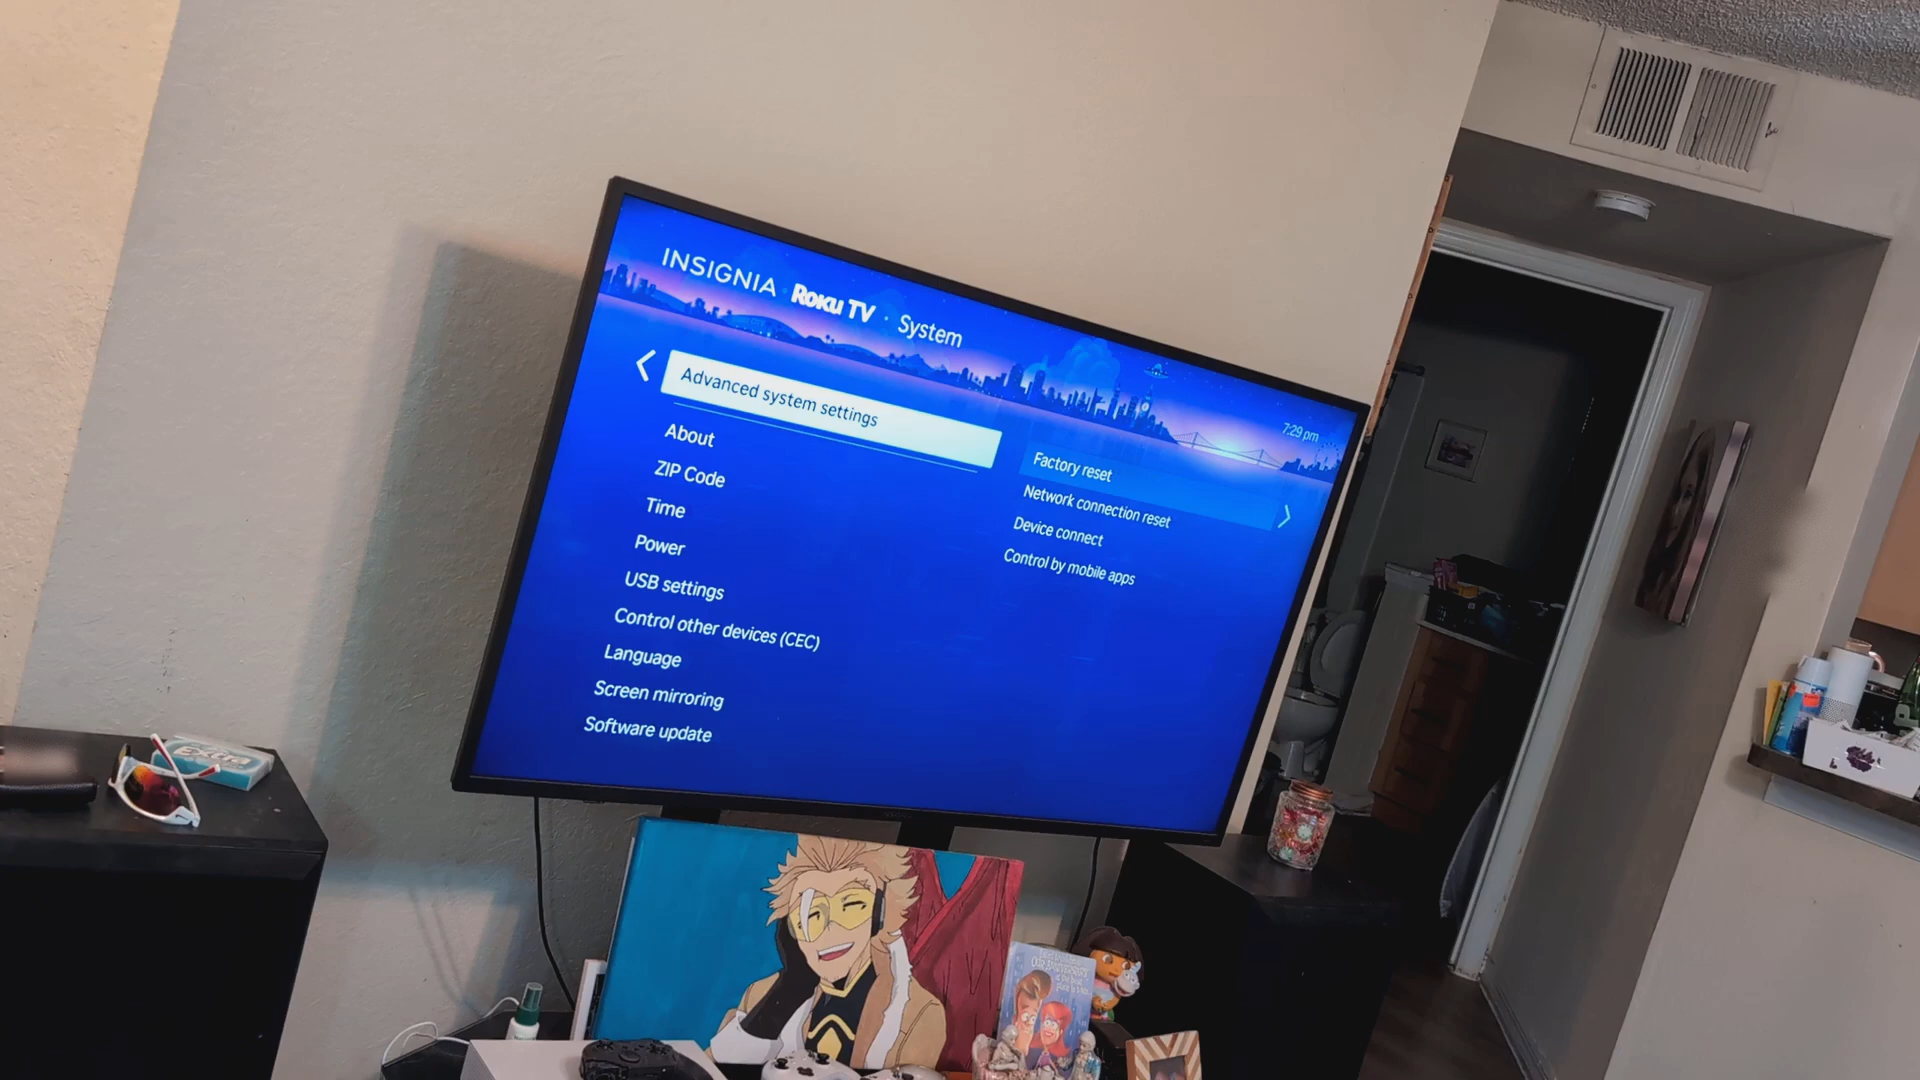 INSIGNIA Roku TV · System
7:29 pm
Advanced system settings
About
ZIP Code
Time
Power
USB settings
Control other devices (CEC)
Language
Screen mirroring
Software update
Factory reset
Network connection reset
Device connect
Control by mobile apps
Extra
OUR ANNIVERSARY